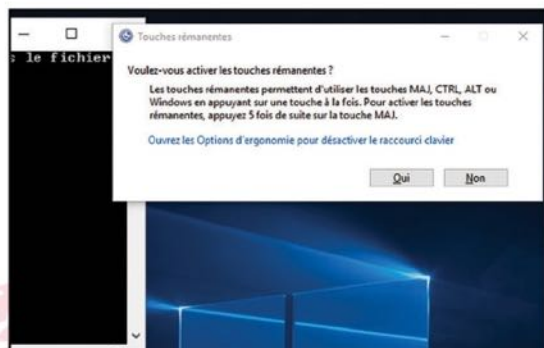 Touches rémanentes
: le fichier
Voulez-vous activer les touches rémanentes ?
Les touches rémanentes permettent d'utiliser les touches MAJ, CTRL, ALT ou
Windows en appuyant sur une touche à la fois. Pour activer les touches
rémanentes, appuyez 5 fois de suite sur la touche MAJ.
Ouvrez les Options d'ergonomie pour désactiver le raccourci clavier
Oui
Non